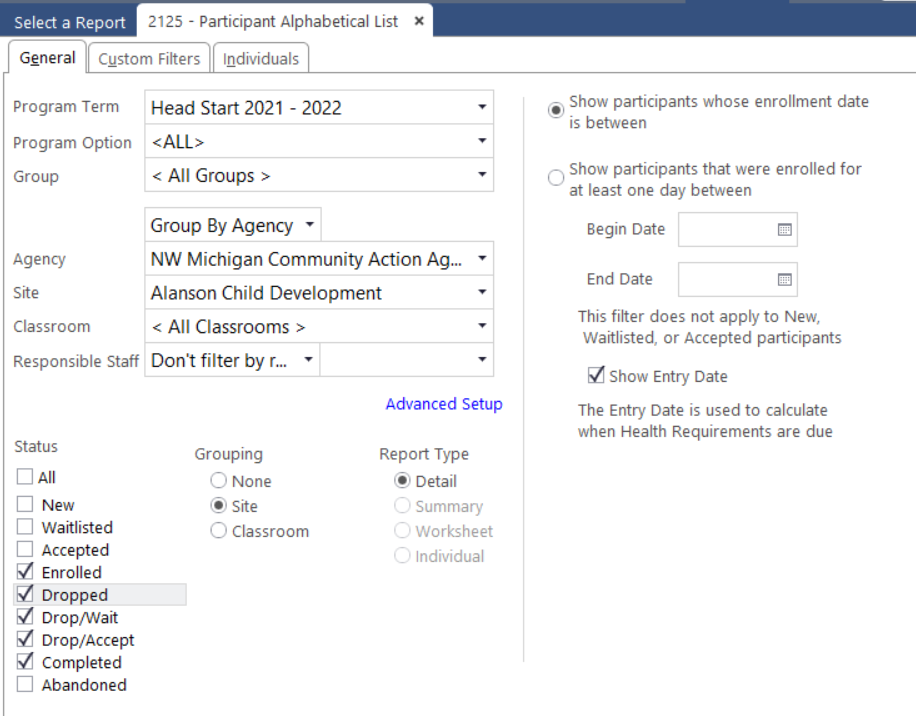 Select a Report
2125 - Participant Alphabetical List ×
General
Custom Filters
Individuals
Program Term
Head Start 2021 - 2022
Program Option
<ALL>
Group
< All Groups >
Group By Agency
Agency
NW Michigan Community Action Ag...
Site
Alanson Child Development
Classroom
< All Classrooms >
Responsible Staff
Don't filter by r...
Advanced Setup
Status
All
New
Waitlisted
Accepted
Enrolled
Dropped
Drop/Wait
Drop/Accept
Completed
Abandoned
Grouping
None
Site
Classroom
Report Type
Detail
Summary
Worksheet
Individual
Show participants whose enrollment date
is between
Show participants that were enrolled for
at least one day between
Begin Date
End Date
This filter does not apply to New,
Waitlisted, or Accepted participants
Show Entry Date
The Entry Date is used to calculate
when Health Requirements are due